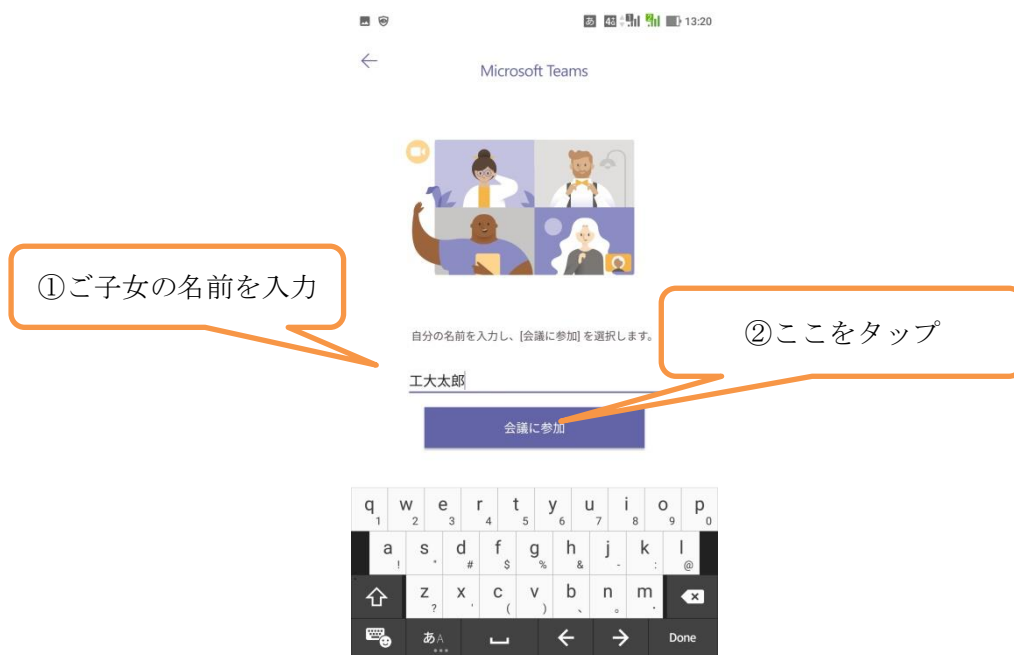 あ 4G 13:20
Microsoft Teams
①ご子女の名前を入力
②ここをタップ
自分の名前を入力し、[会議に参加] を選択します。
工大太郎
会議に参加
q w e r t y u i o p
1 2 3 4 5 6 7 8 9 0
a s d f g h j k l
! " # $ % & - : @
z x c v b n m
? ' ( ) 、 。 ・
あA Done